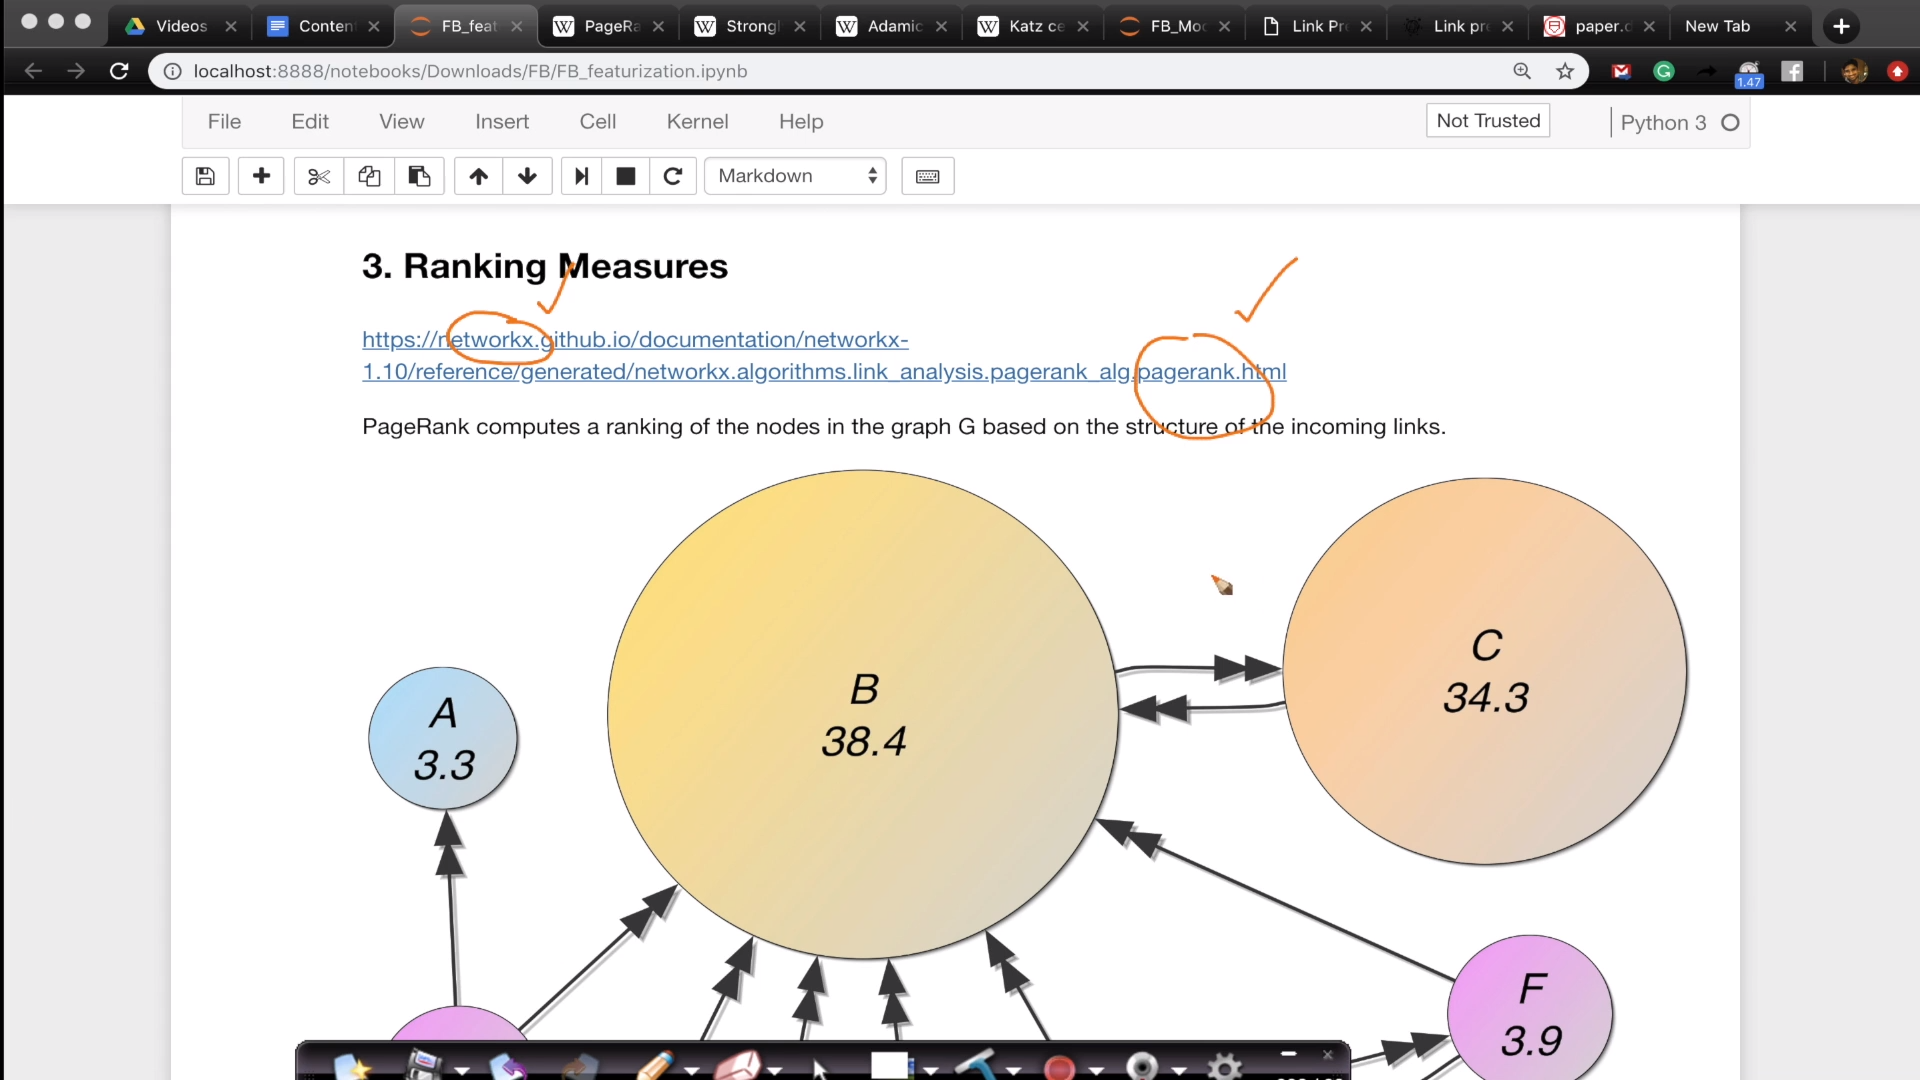 Videos
Conten
FB_feat
PageRa
Strongl
Adamic
Katz ce
FB_Moc
Link Pre
Link pre
paper.d
New Tab
localhost:8888/notebooks/Downloads/FB/FB_featurization.ipynb
1.47
File Edit View Insert Cell Kernel Help
Not Trusted
Python 3
Markdown
3. Ranking Measures
https://networkx.github.io/documentation/networkx-
1.10/reference/generated/networkx.algorithms.link_analysis.pagerank_alg.pagerank.html
PageRank computes a ranking of the nodes in the graph G based on the structure of the incoming links.
B
38.4
C
34.3
A
3.3
F
3.9